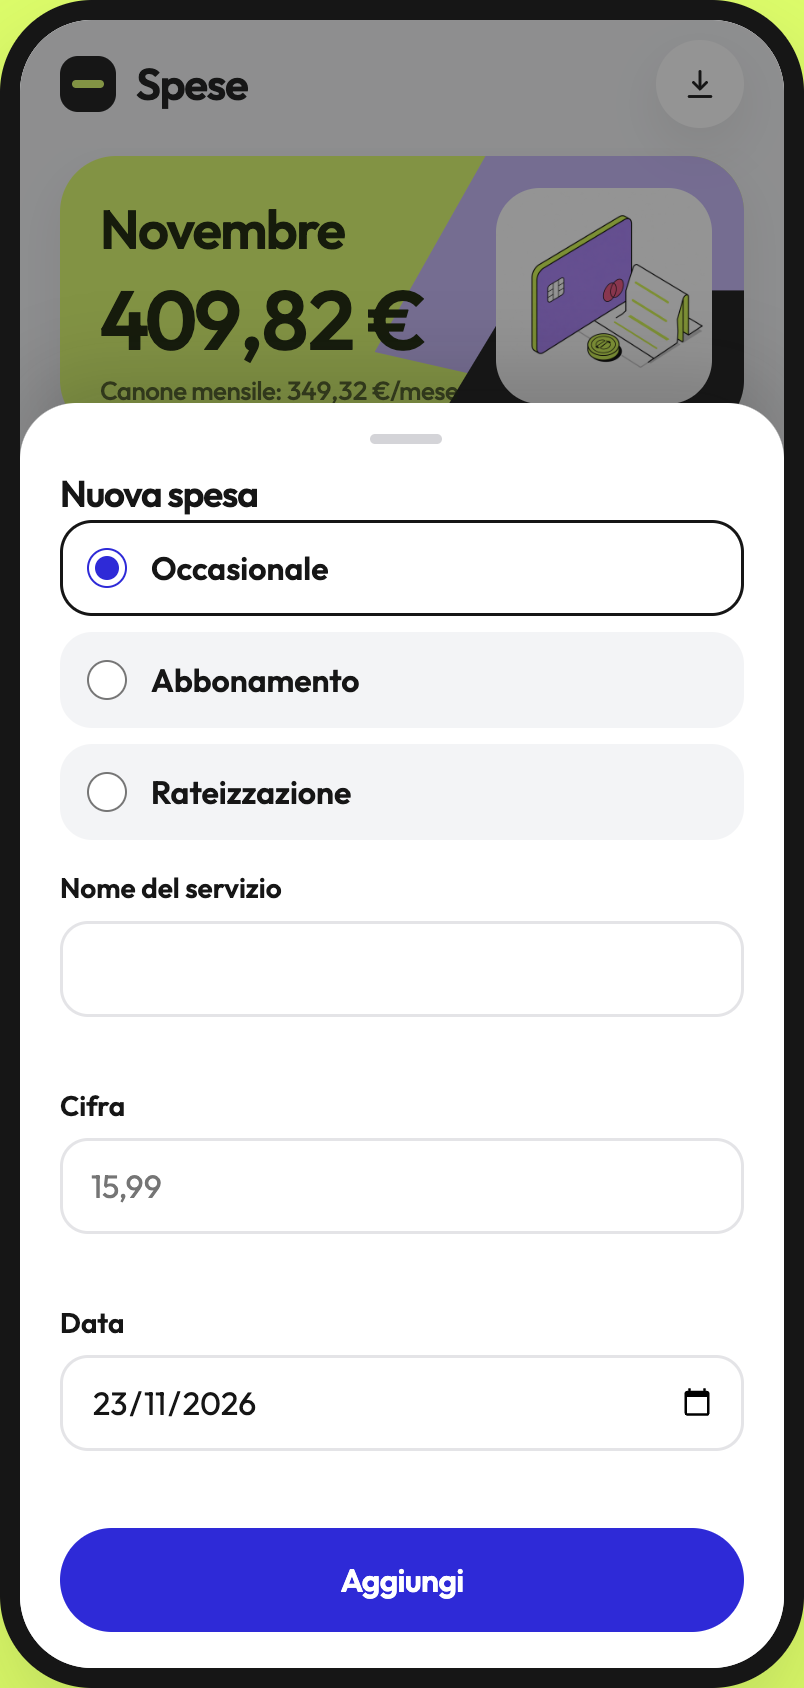 Spese
Novembre
409,82 €
Canone mensile: 349,32 €/mese
Nuova spesa
Occasionale
Abbonamento
Rateizzazione
Nome del servizio
Cifra
15,99
Data
23/11/2026
Aggiungi